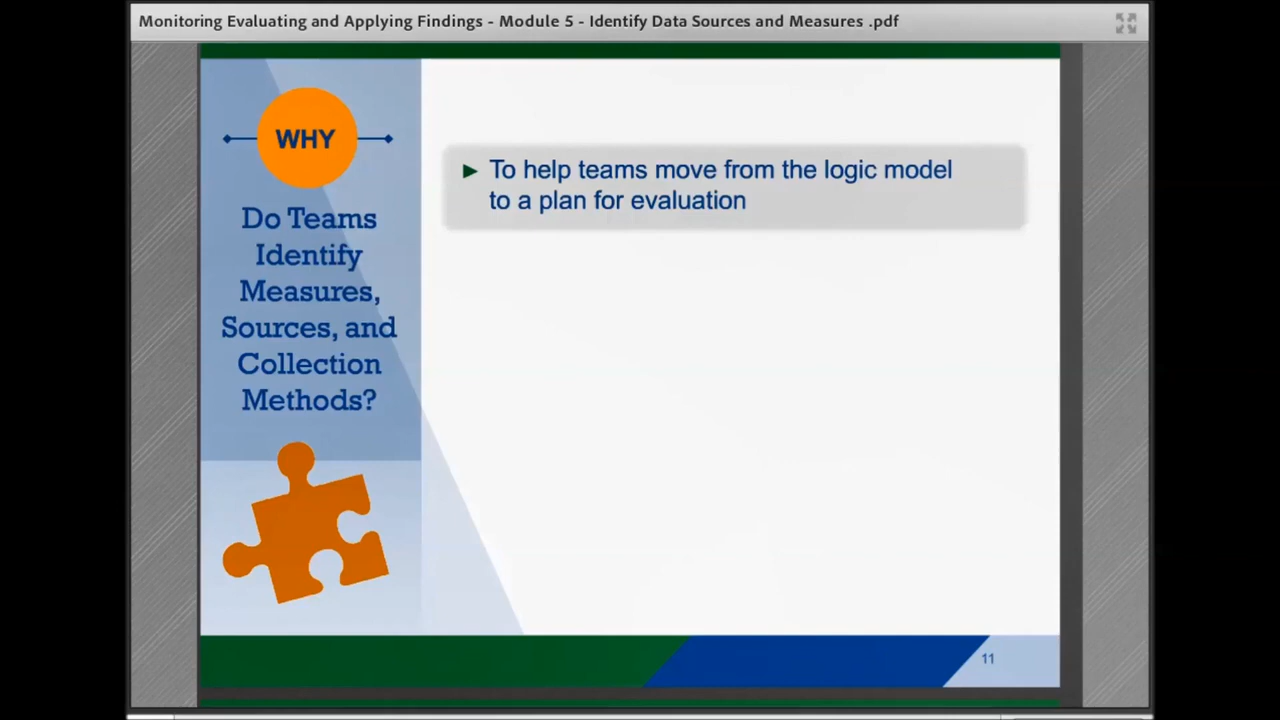 Monitoring Evaluating and Applying Findings - Module 5 - Identify Data Sources and Measures .pdf
WHY
Do Teams
Identify
Measures,
Sources, and
Collection
Methods?
► To help teams move from the logic model
to a plan for evaluation
11